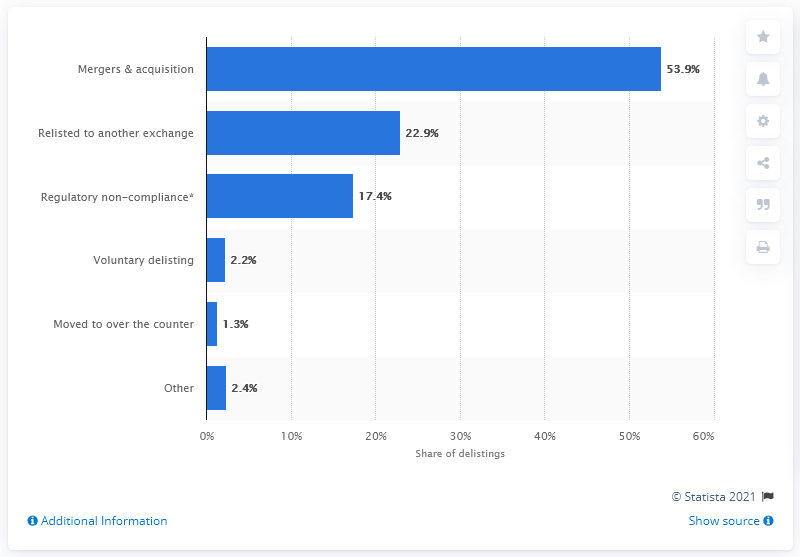 Mergers & acquisition 53.9%
Relisted to another exchange 22.9%
Regulatory non-compliance* 17.4%
Voluntary delisting 2.2%
Moved to over the counter 1.3%
Other 2.4%
0% 10% 20% 30% 40% 50% 60%
Share of delistings
© Statista 2021
Additional Information Show source